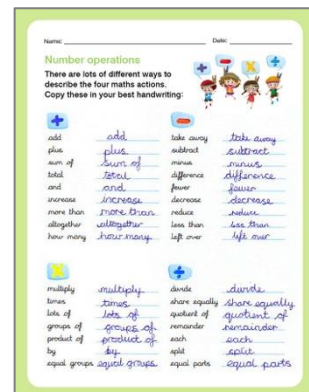 Name: Date:
Number operations
There are lots of different ways to
describe the four maths actions.
Copy these in your best handwriting:
+ - x ÷
+
add add
plus plus
sum of sum of
total total
and and
increase increase
more than more than
altogether altogether
how many how many
-
take away take away
subtract subtract
minus minus
difference difference
fewer fewer
decrease decrease
reduce reduce
less than less than
left over left over
x
multiply multiply
times times
lots of lots of
groups of groups of
product of product of
by by
equal groups equal groups
÷
divide divide
share equally share equally
quotient of quotient of
remainder remainder
each each
split split
equal parts equal parts